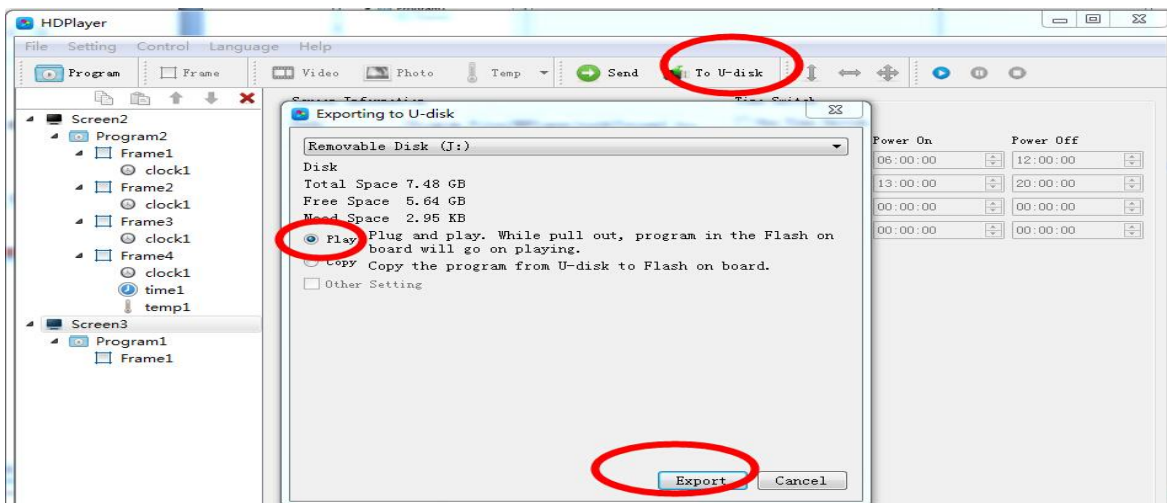 HDPlayer
File Setting Control Language Help
Program Frame Video Photo Temp Send To U-disk
Screen2
Program2
Frame1
clock1
Frame2
clock1
Frame3
clock1
Frame4
clock1
time1
temp1
Screen3
Program1
Frame1
Exporting to U-disk
Removable Disk (J:)
Disk
Total Space 7.48 GB
Free Space 5.64 GB
Need Space 2.95 KB
Play Plug and play. While pull out, program in the Flash on
board will go on playing.
Copy Copy the program from U-disk to Flash on board.
Other Setting
Export Cancel
Power On Power Off
06:00:00 12:00:00
13:00:00 20:00:00
00:00:00 00:00:00
00:00:00 00:00:00